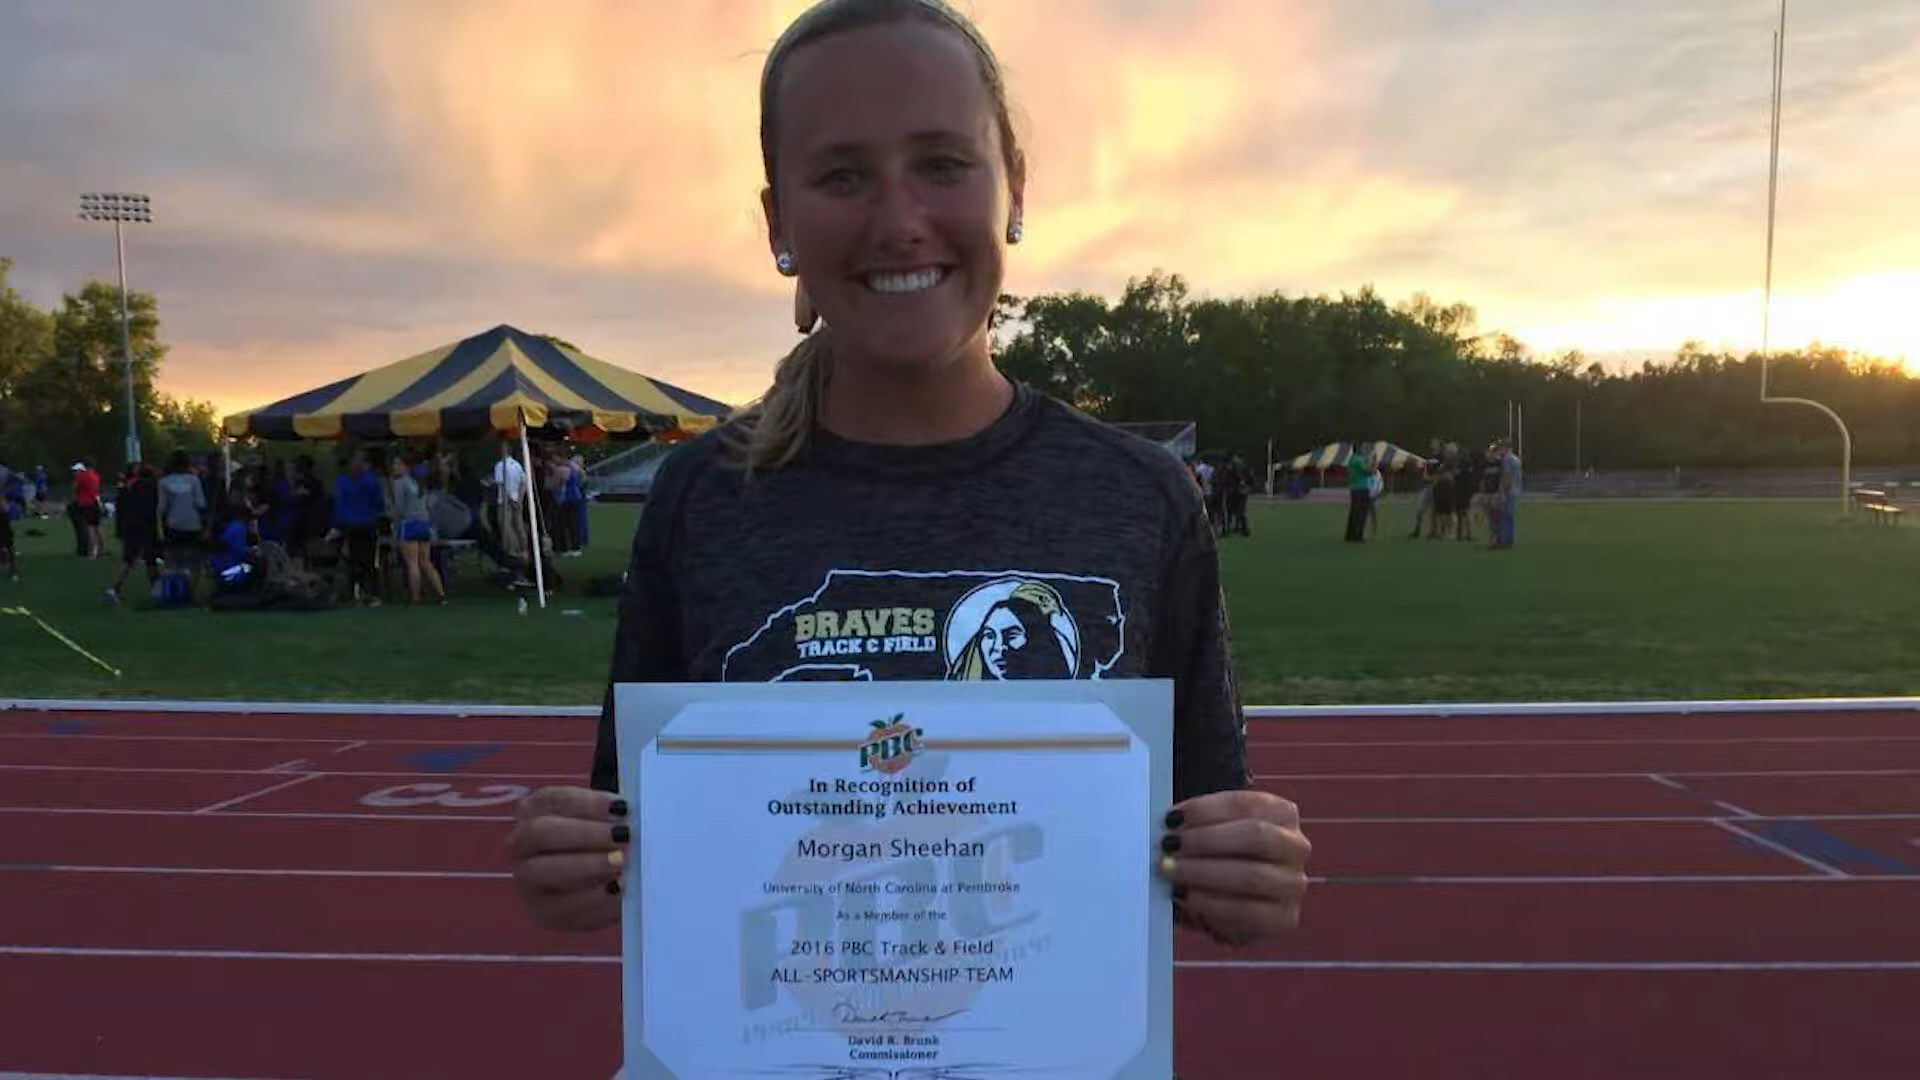 BRAVES
TRACK & FIELD
PBC
In Recognition of
Outstanding Achievement
Morgan Sheehan
University of North Carolina at Pembroke
As a Member of the
2016 PBC Track & Field
ALL-SPORTSMANSHIP TEAM
David R. Brunk
Commissioner
3